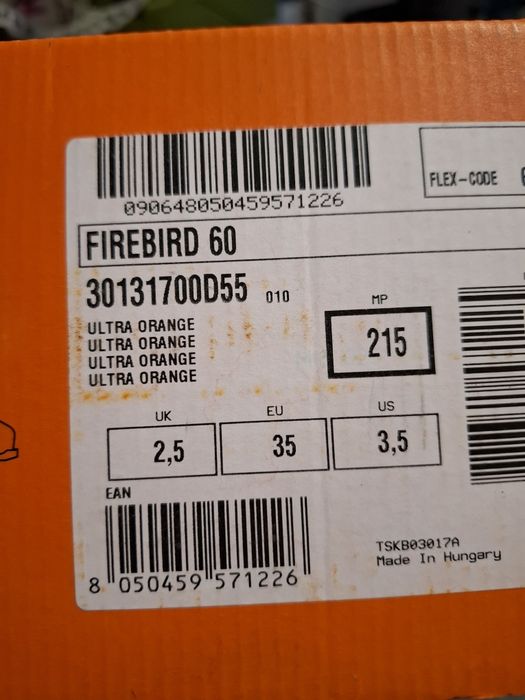 090648050459571226
FLEX-CODE
FIREBIRD 60
30131700D55 010
ULTRA ORANGE
ULTRA ORANGE
ULTRA ORANGE
ULTRA ORANGE
MP
215
UK
2,5
EU
35
US
3,5
EAN
8 050459 571226
TSKB03017A
Made In Hungary